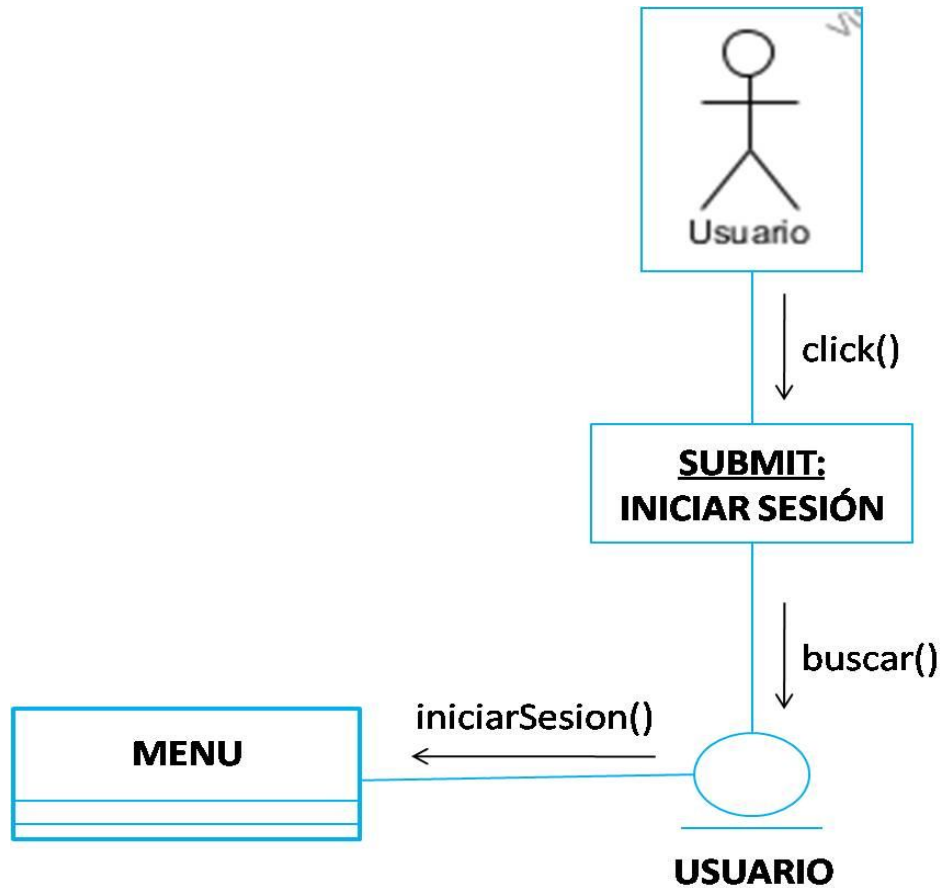 Usuario
click()
SUBMIT:
INICIAR SESIÓN
buscar()
iniciarSesion()
MENU
USUARIO